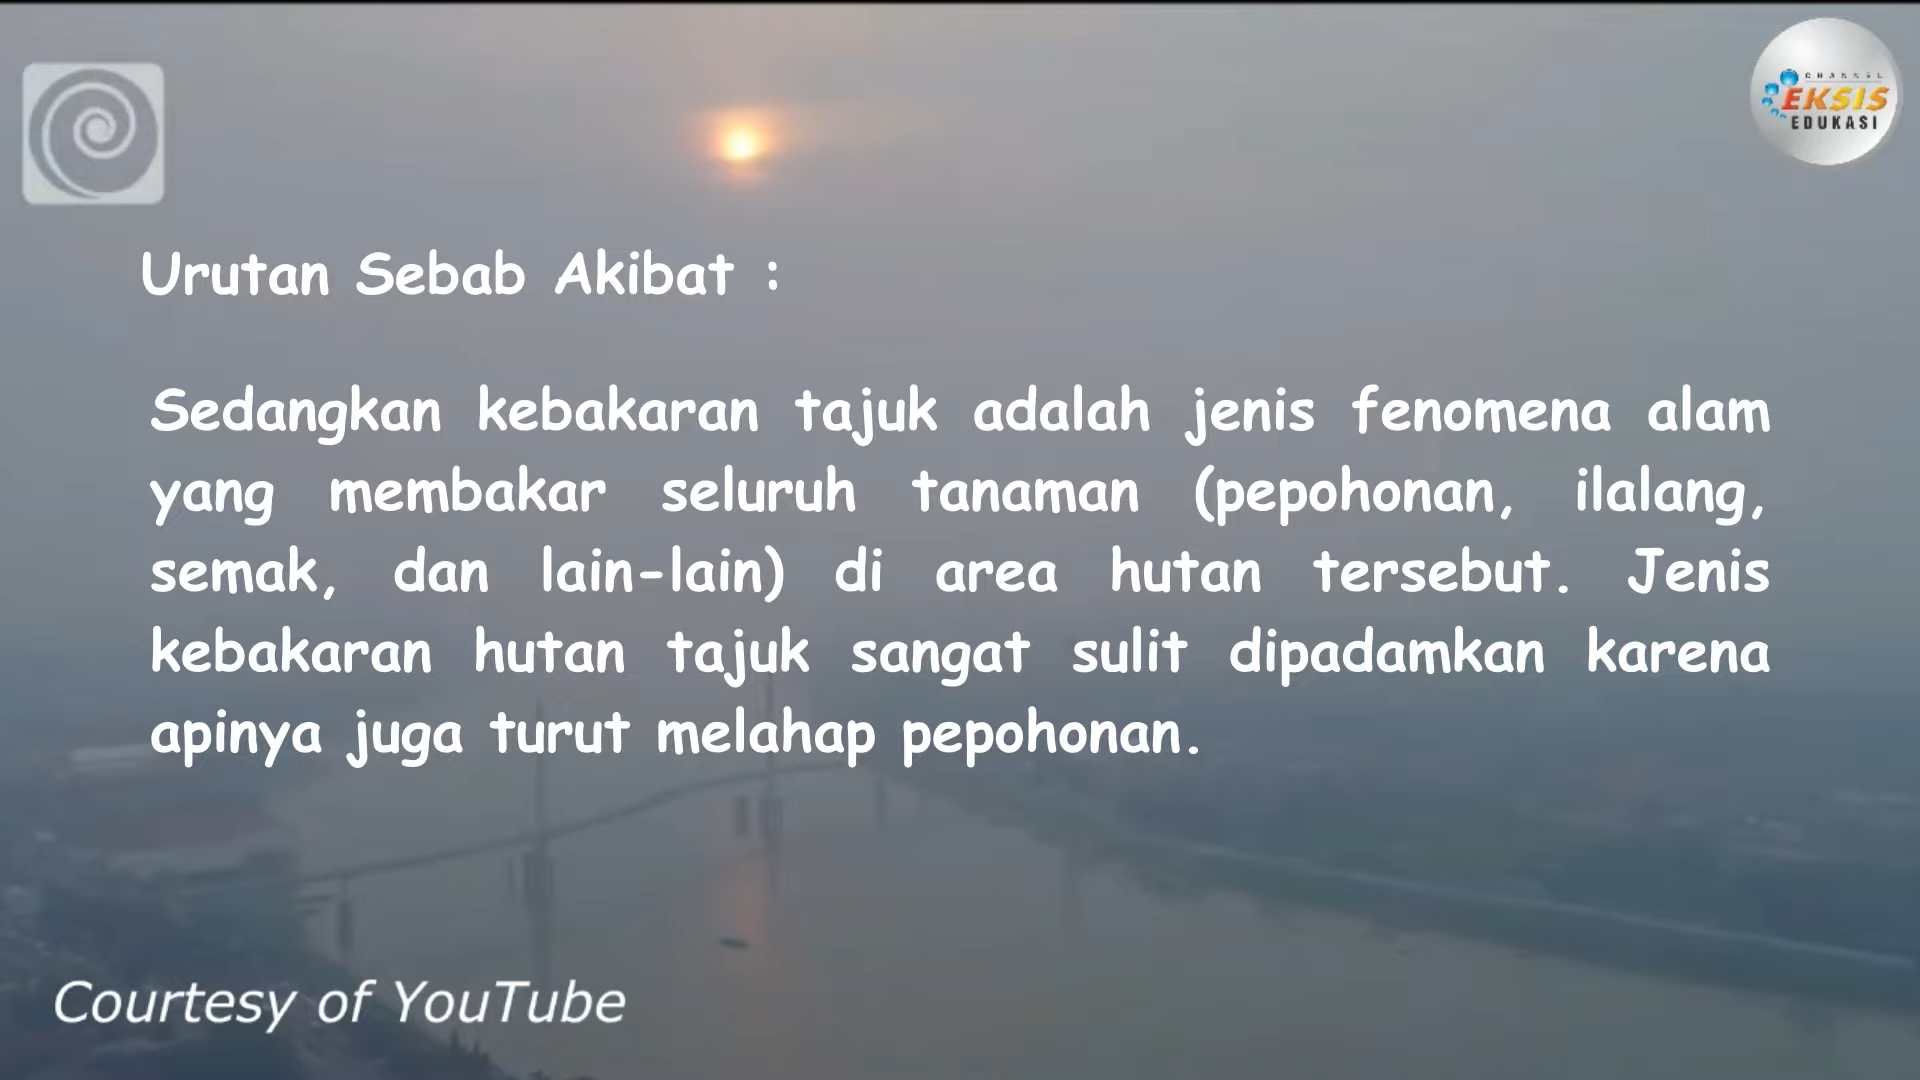 CHANNEL
EKSIS
EDUKASI
Urutan Sebab Akibat :
Sedangkan kebakaran tajuk adalah jenis fenomena alam
yang membakar seluruh tanaman (pepohonan, ilalang,
semak, dan lain-lain) di area hutan tersebut. Jenis
kebakaran hutan tajuk sangat sulit dipadamkan karena
apinya juga turut melahap pepohonan.
Courtesy of YouTube